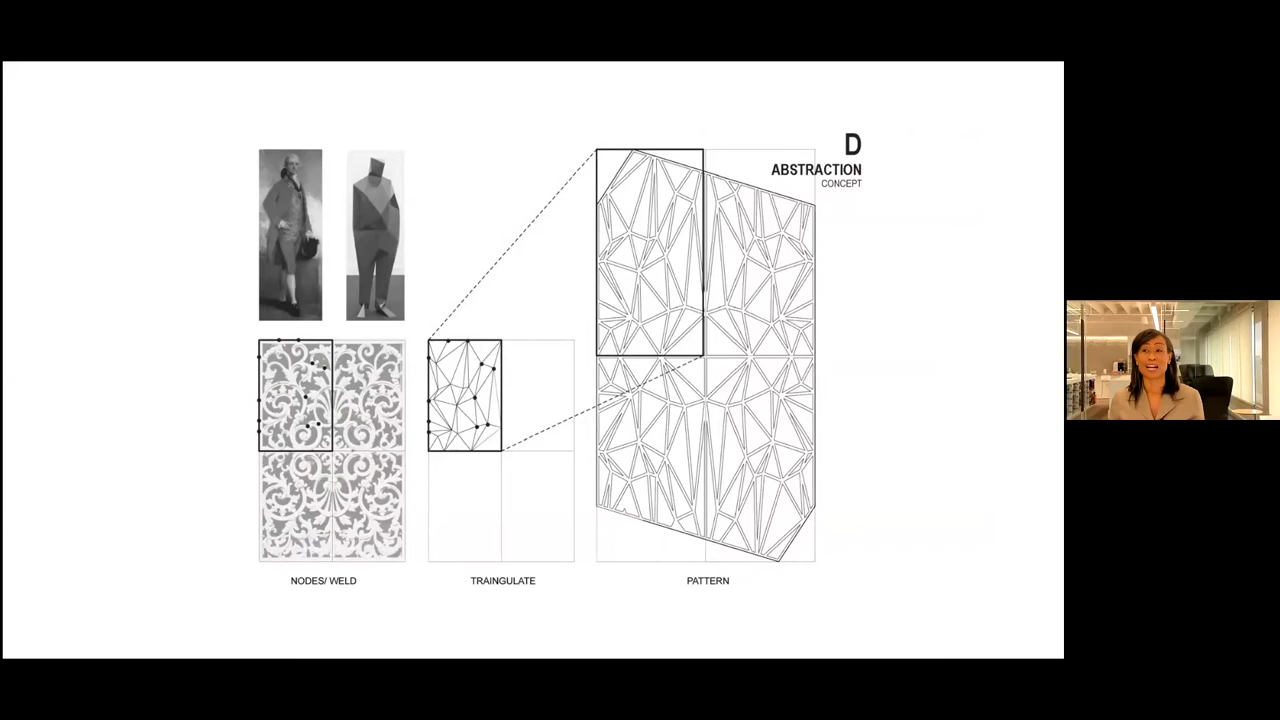 D
ABSTRACTION
CONCEPT
NODES/ WELD
TRAINGULATE
PATTERN